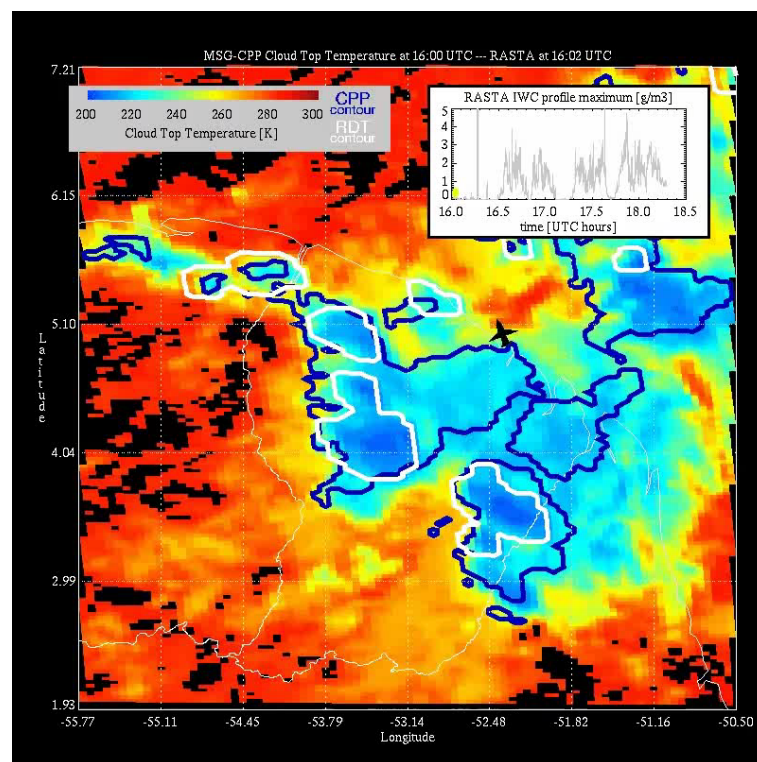 MSG-CPP Cloud Top Temperature at 16:00 UTC --- RASTA at 16:02 UTC
7.21
200 220 240 260 280 300
Cloud Top Temperature [K]
CPP
contour
RDT
contour
RASTA IWC profile maximum [g/m3]
5
4
3
2
1
0
16.0 16.5 17.0 17.5 18.0 18.5
time [UTC hours]
6.15
5.10
Latitude
4.04
2.99
1.93
-55.77 -55.11 -54.45 -53.79 -53.14 -52.48 -51.82 -51.16 -50.50
Longitude